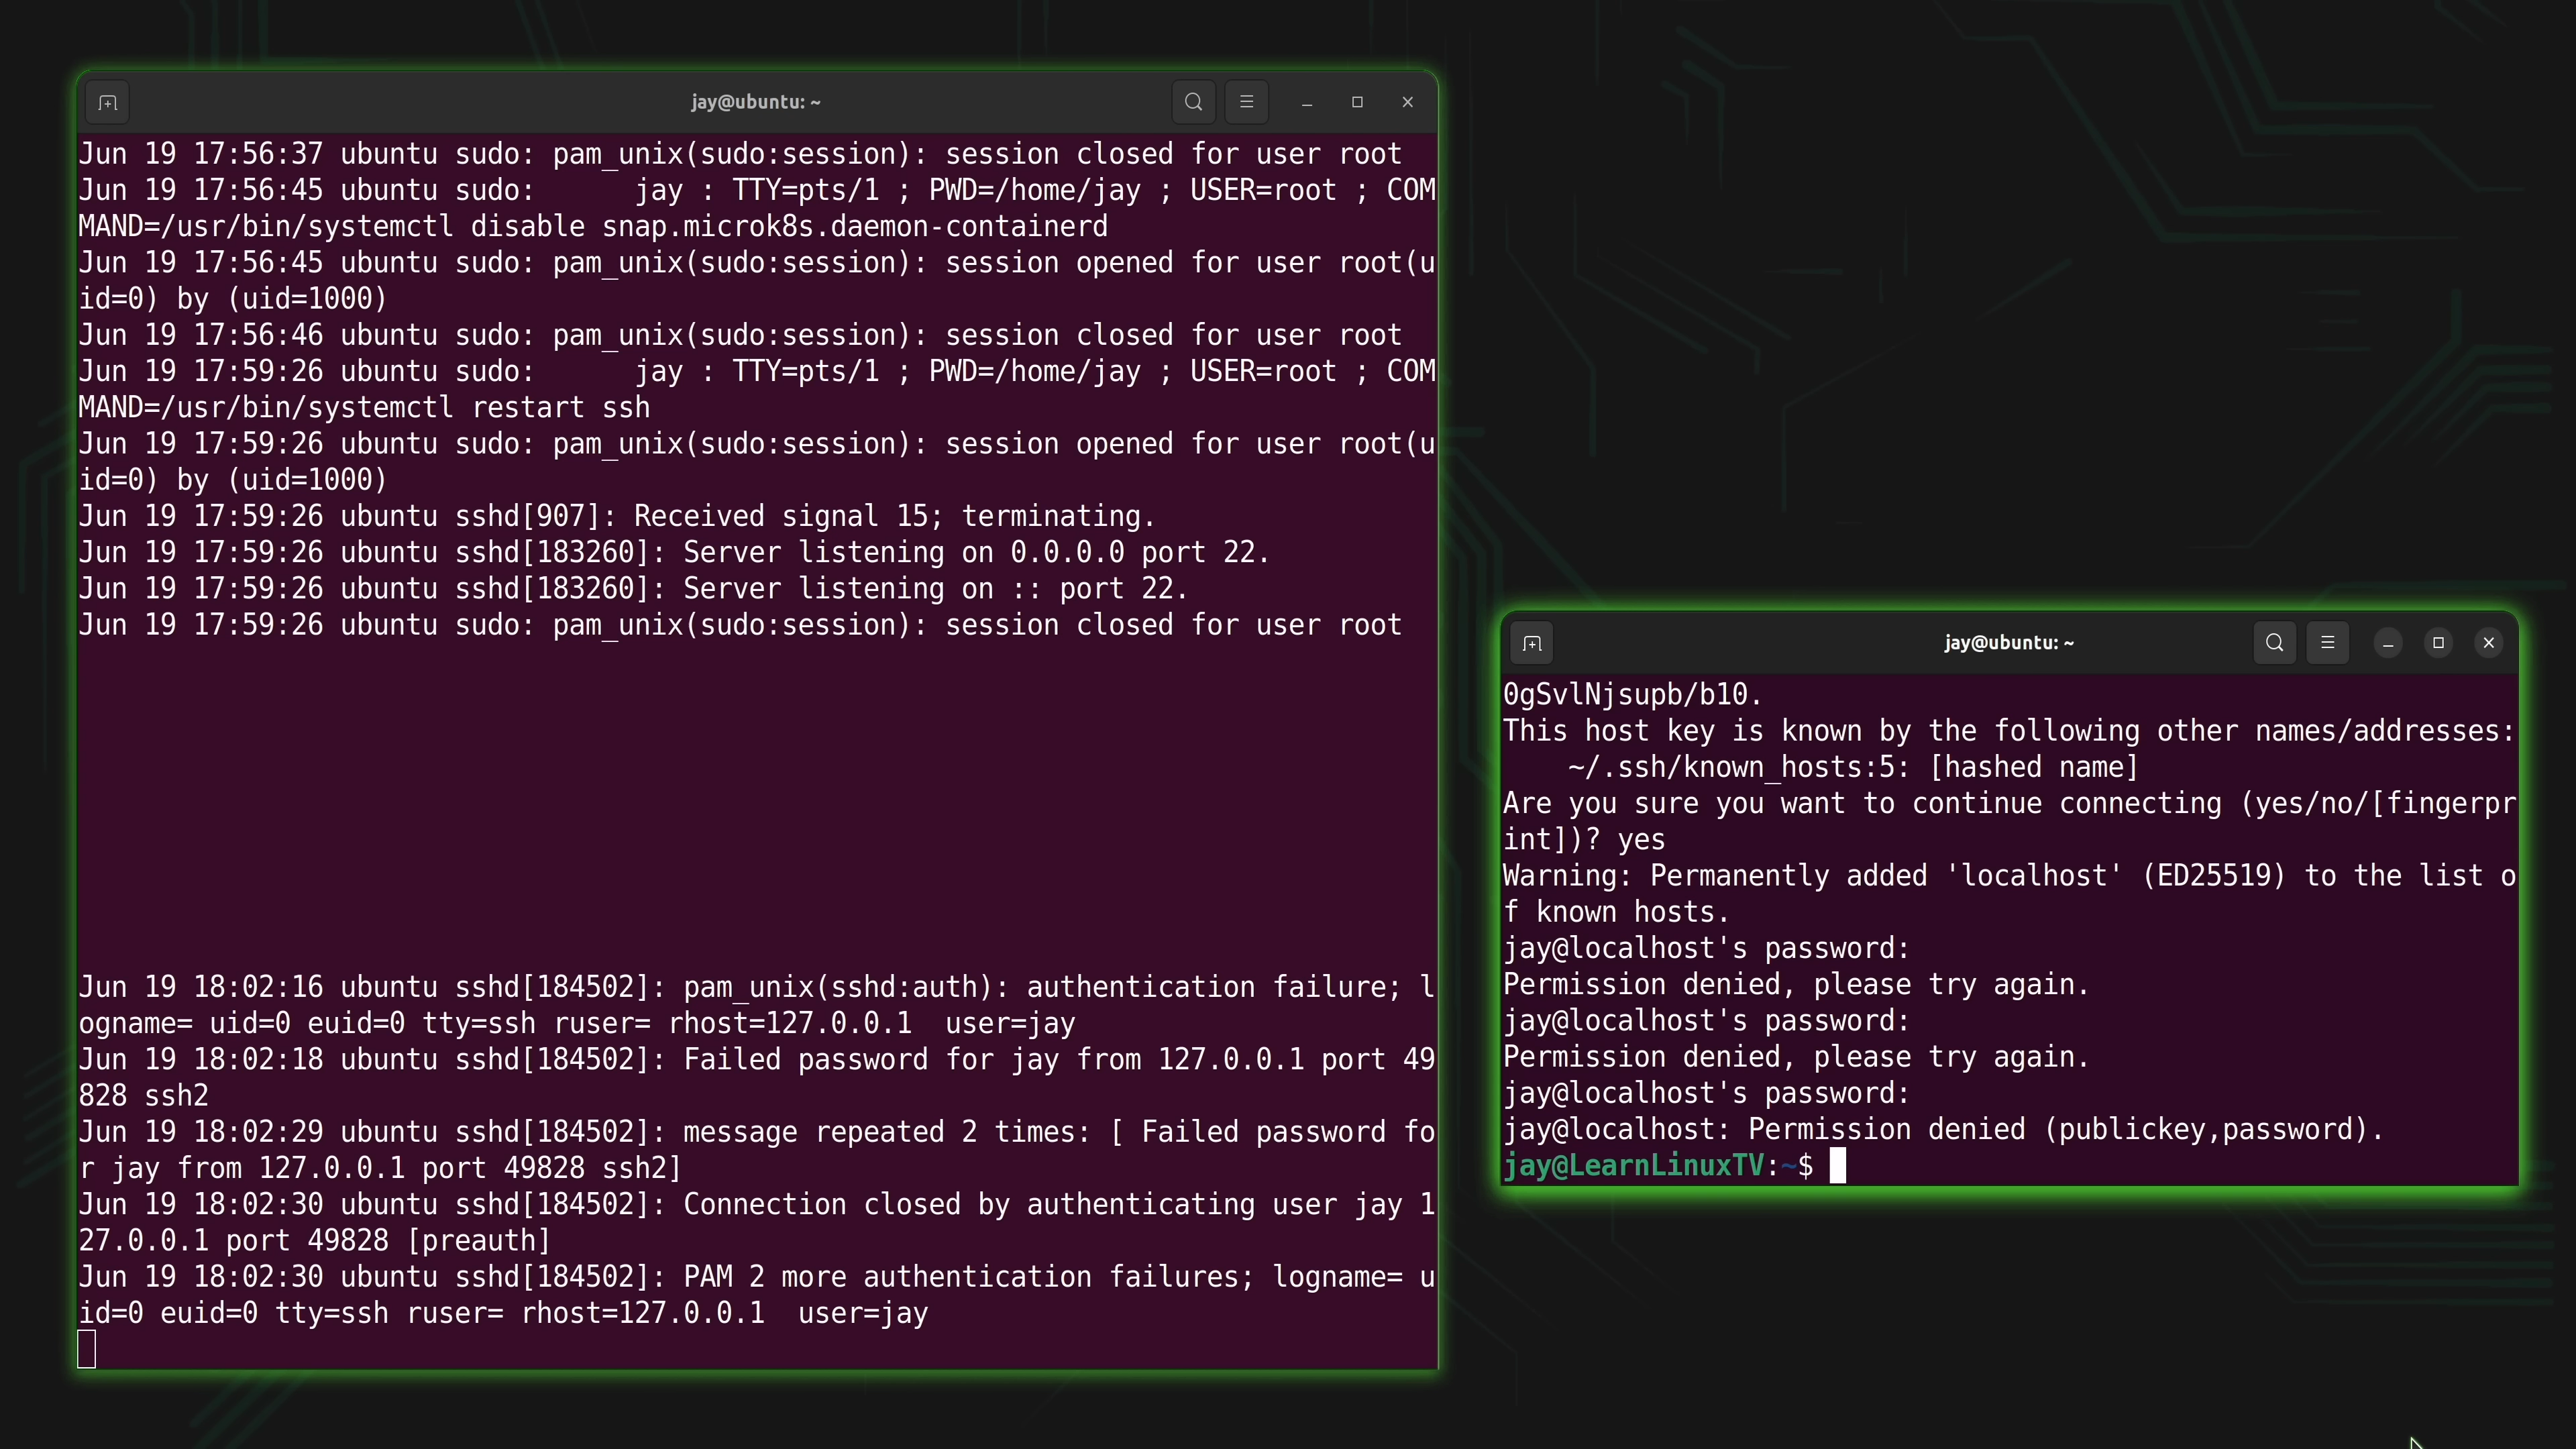 jay@ubuntu: ~
Jun 19 17:56:37 ubuntu sudo: pam_unix(sudo:session): session closed for user root
Jun 19 17:56:45 ubuntu sudo:      jay : TTY=pts/1 ; PWD=/home/jay ; USER=root ; COM
MAND=/usr/bin/systemctl disable snap.microk8s.daemon-containerd
Jun 19 17:56:45 ubuntu sudo: pam_unix(sudo:session): session opened for user root(u
id=0) by (uid=1000)
Jun 19 17:56:46 ubuntu sudo: pam_unix(sudo:session): session closed for user root
Jun 19 17:59:26 ubuntu sudo:      jay : TTY=pts/1 ; PWD=/home/jay ; USER=root ; COM
MAND=/usr/bin/systemctl restart ssh
Jun 19 17:59:26 ubuntu sudo: pam_unix(sudo:session): session opened for user root(u
id=0) by (uid=1000)
Jun 19 17:59:26 ubuntu sshd[907]: Received signal 15; terminating.
Jun 19 17:59:26 ubuntu sshd[183260]: Server listening on 0.0.0.0 port 22.
Jun 19 17:59:26 ubuntu sshd[183260]: Server listening on :: port 22.
Jun 19 17:59:26 ubuntu sudo: pam_unix(sudo:session): session closed for user root
Jun 19 18:02:16 ubuntu sshd[184502]: pam_unix(sshd:auth): authentication failure; l
ogname= uid=0 euid=0 tty=ssh ruser= rhost=127.0.0.1  user=jay
Jun 19 18:02:18 ubuntu sshd[184502]: Failed password for jay from 127.0.0.1 port 49
828 ssh2
Jun 19 18:02:29 ubuntu sshd[184502]: message repeated 2 times: [ Failed password fo
r jay from 127.0.0.1 port 49828 ssh2]
Jun 19 18:02:30 ubuntu sshd[184502]: Connection closed by authenticating user jay 1
27.0.0.1 port 49828 [preauth]
Jun 19 18:02:30 ubuntu sshd[184502]: PAM 2 more authentication failures; logname= u
id=0 euid=0 tty=ssh ruser= rhost=127.0.0.1  user=jay
jay@ubuntu: ~
0gSvlNjsupb/b10.
This host key is known by the following other names/addresses:
    ~/.ssh/known_hosts:5: [hashed name]
Are you sure you want to continue connecting (yes/no/[fingerpr
int])? yes
Warning: Permanently added 'localhost' (ED25519) to the list o
f known hosts.
jay@localhost's password:
Permission denied, please try again.
jay@localhost's password:
Permission denied, please try again.
jay@localhost's password:
jay@localhost: Permission denied (publickey,password).
jay@LearnLinuxTV:~$